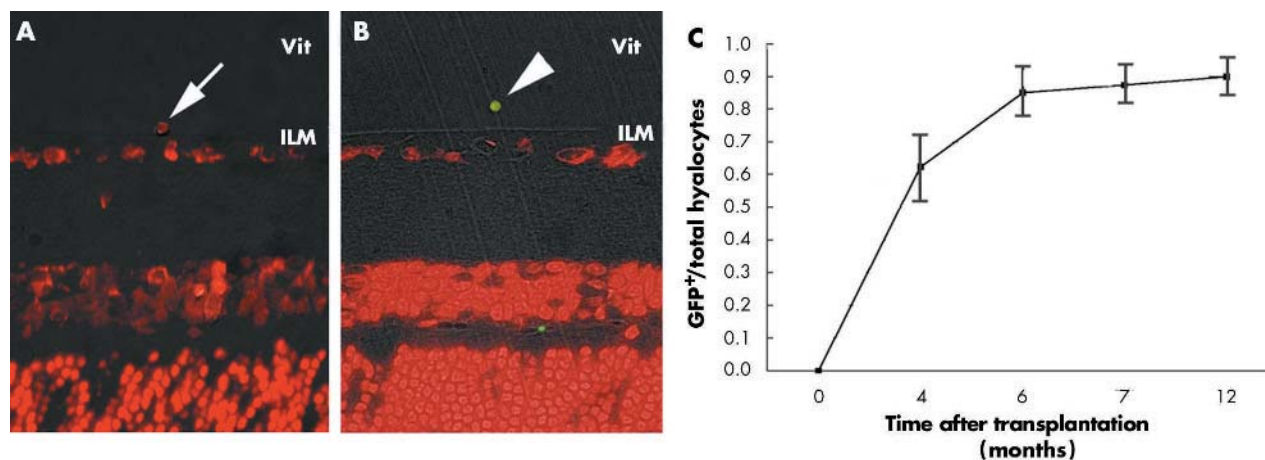 A
Vit
ILM
B
Vit
ILM
C
GFP+/total hyalocytes
1.0
0.9
0.8
0.7
0.6
0.5
0.4
0.3
0.2
0.1
0.0
0
4
6
7
12
Time after transplantation
(months)